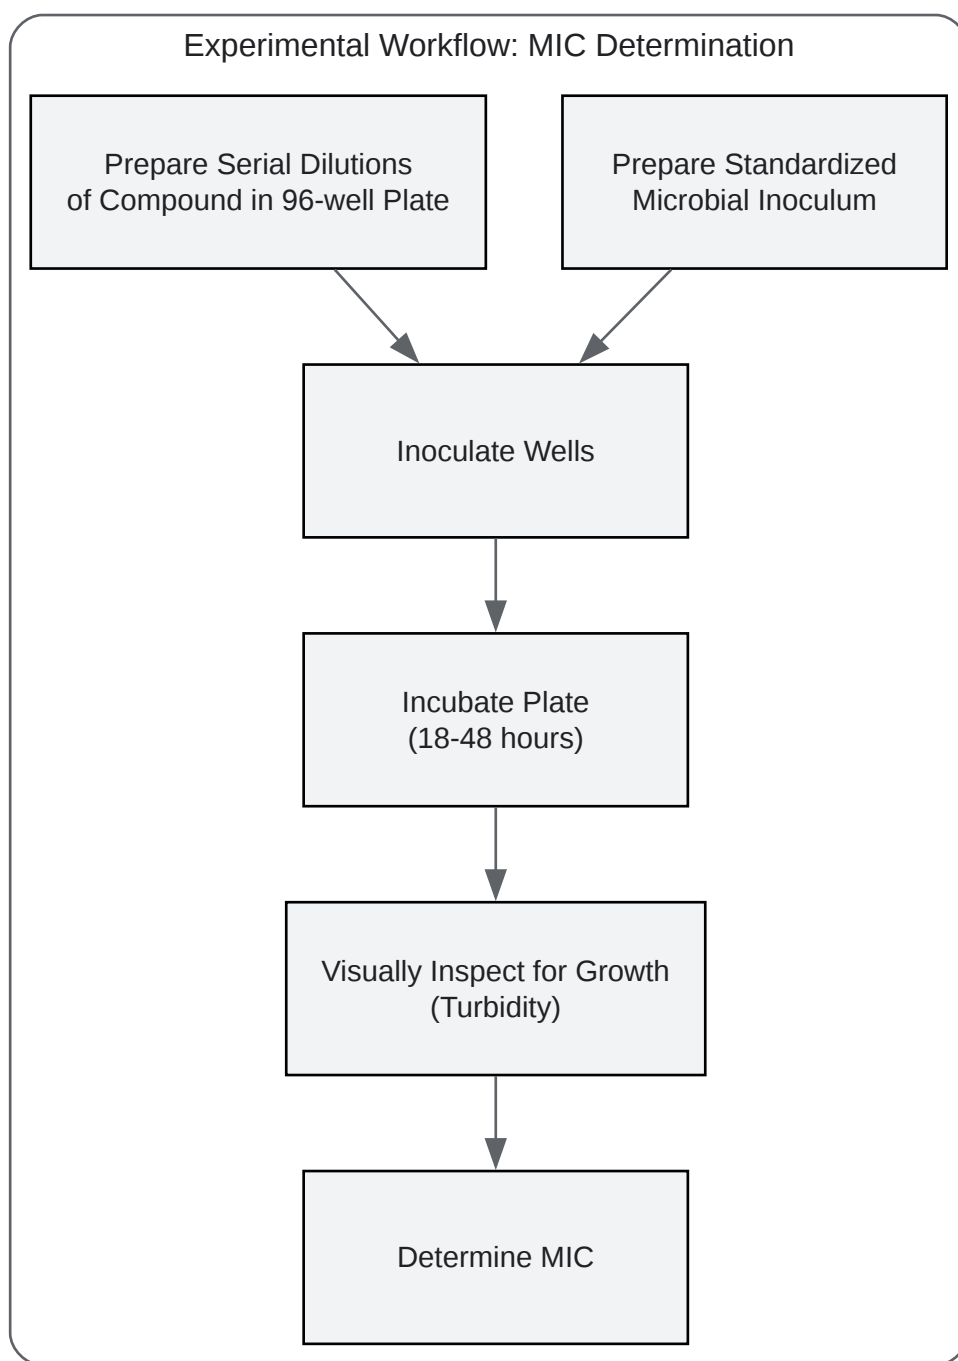 Experimental Workflow: MIC Determination
Prepare Serial Dilutions
of Compound in 96-well Plate
Prepare Standardized
Microbial Inoculum
Inoculate Wells
Incubate Plate
(18-48 hours)
Visually Inspect for Growth
(Turbidity)
Determine MIC